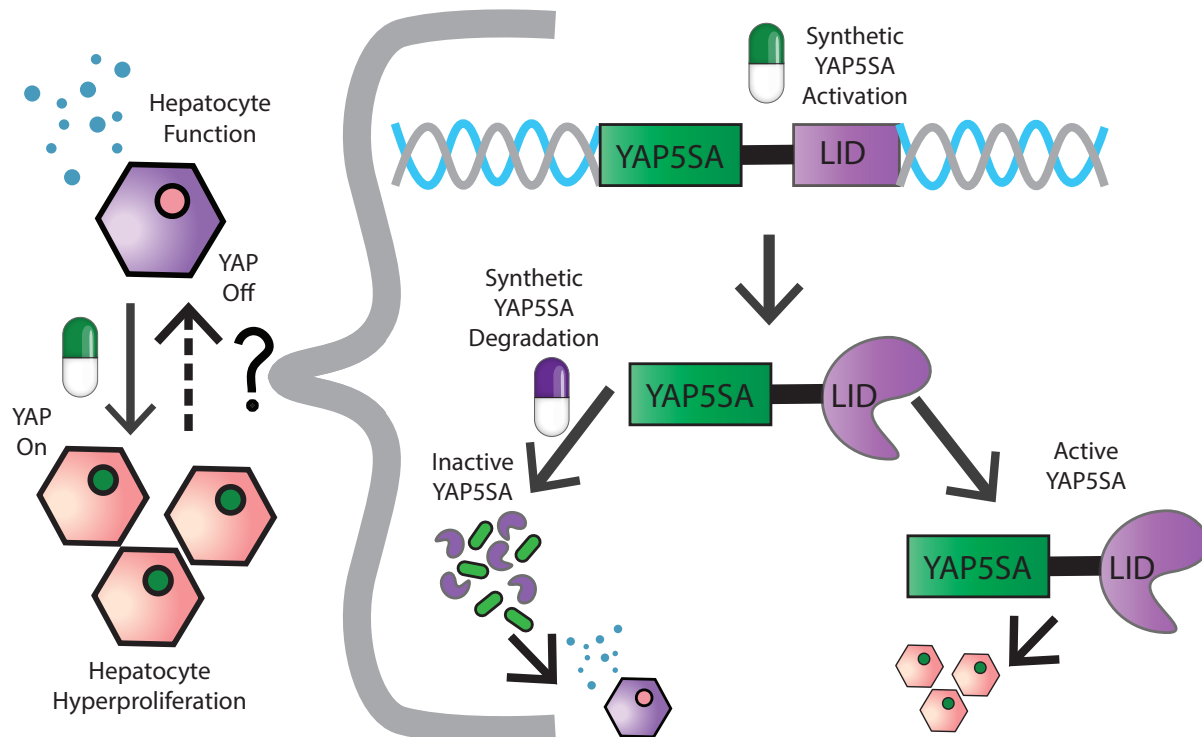 Hepatocyte
Function
YAP
Off
?
YAP
On
Hepatocyte
Hyperproliferation
Synthetic
YAP5SA
Activation
YAP5SA
LID
Synthetic
YAP5SA
Degradation
YAP5SA
LID
Inactive
YAP5SA
Active
YAP5SA
YAP5SA
LID